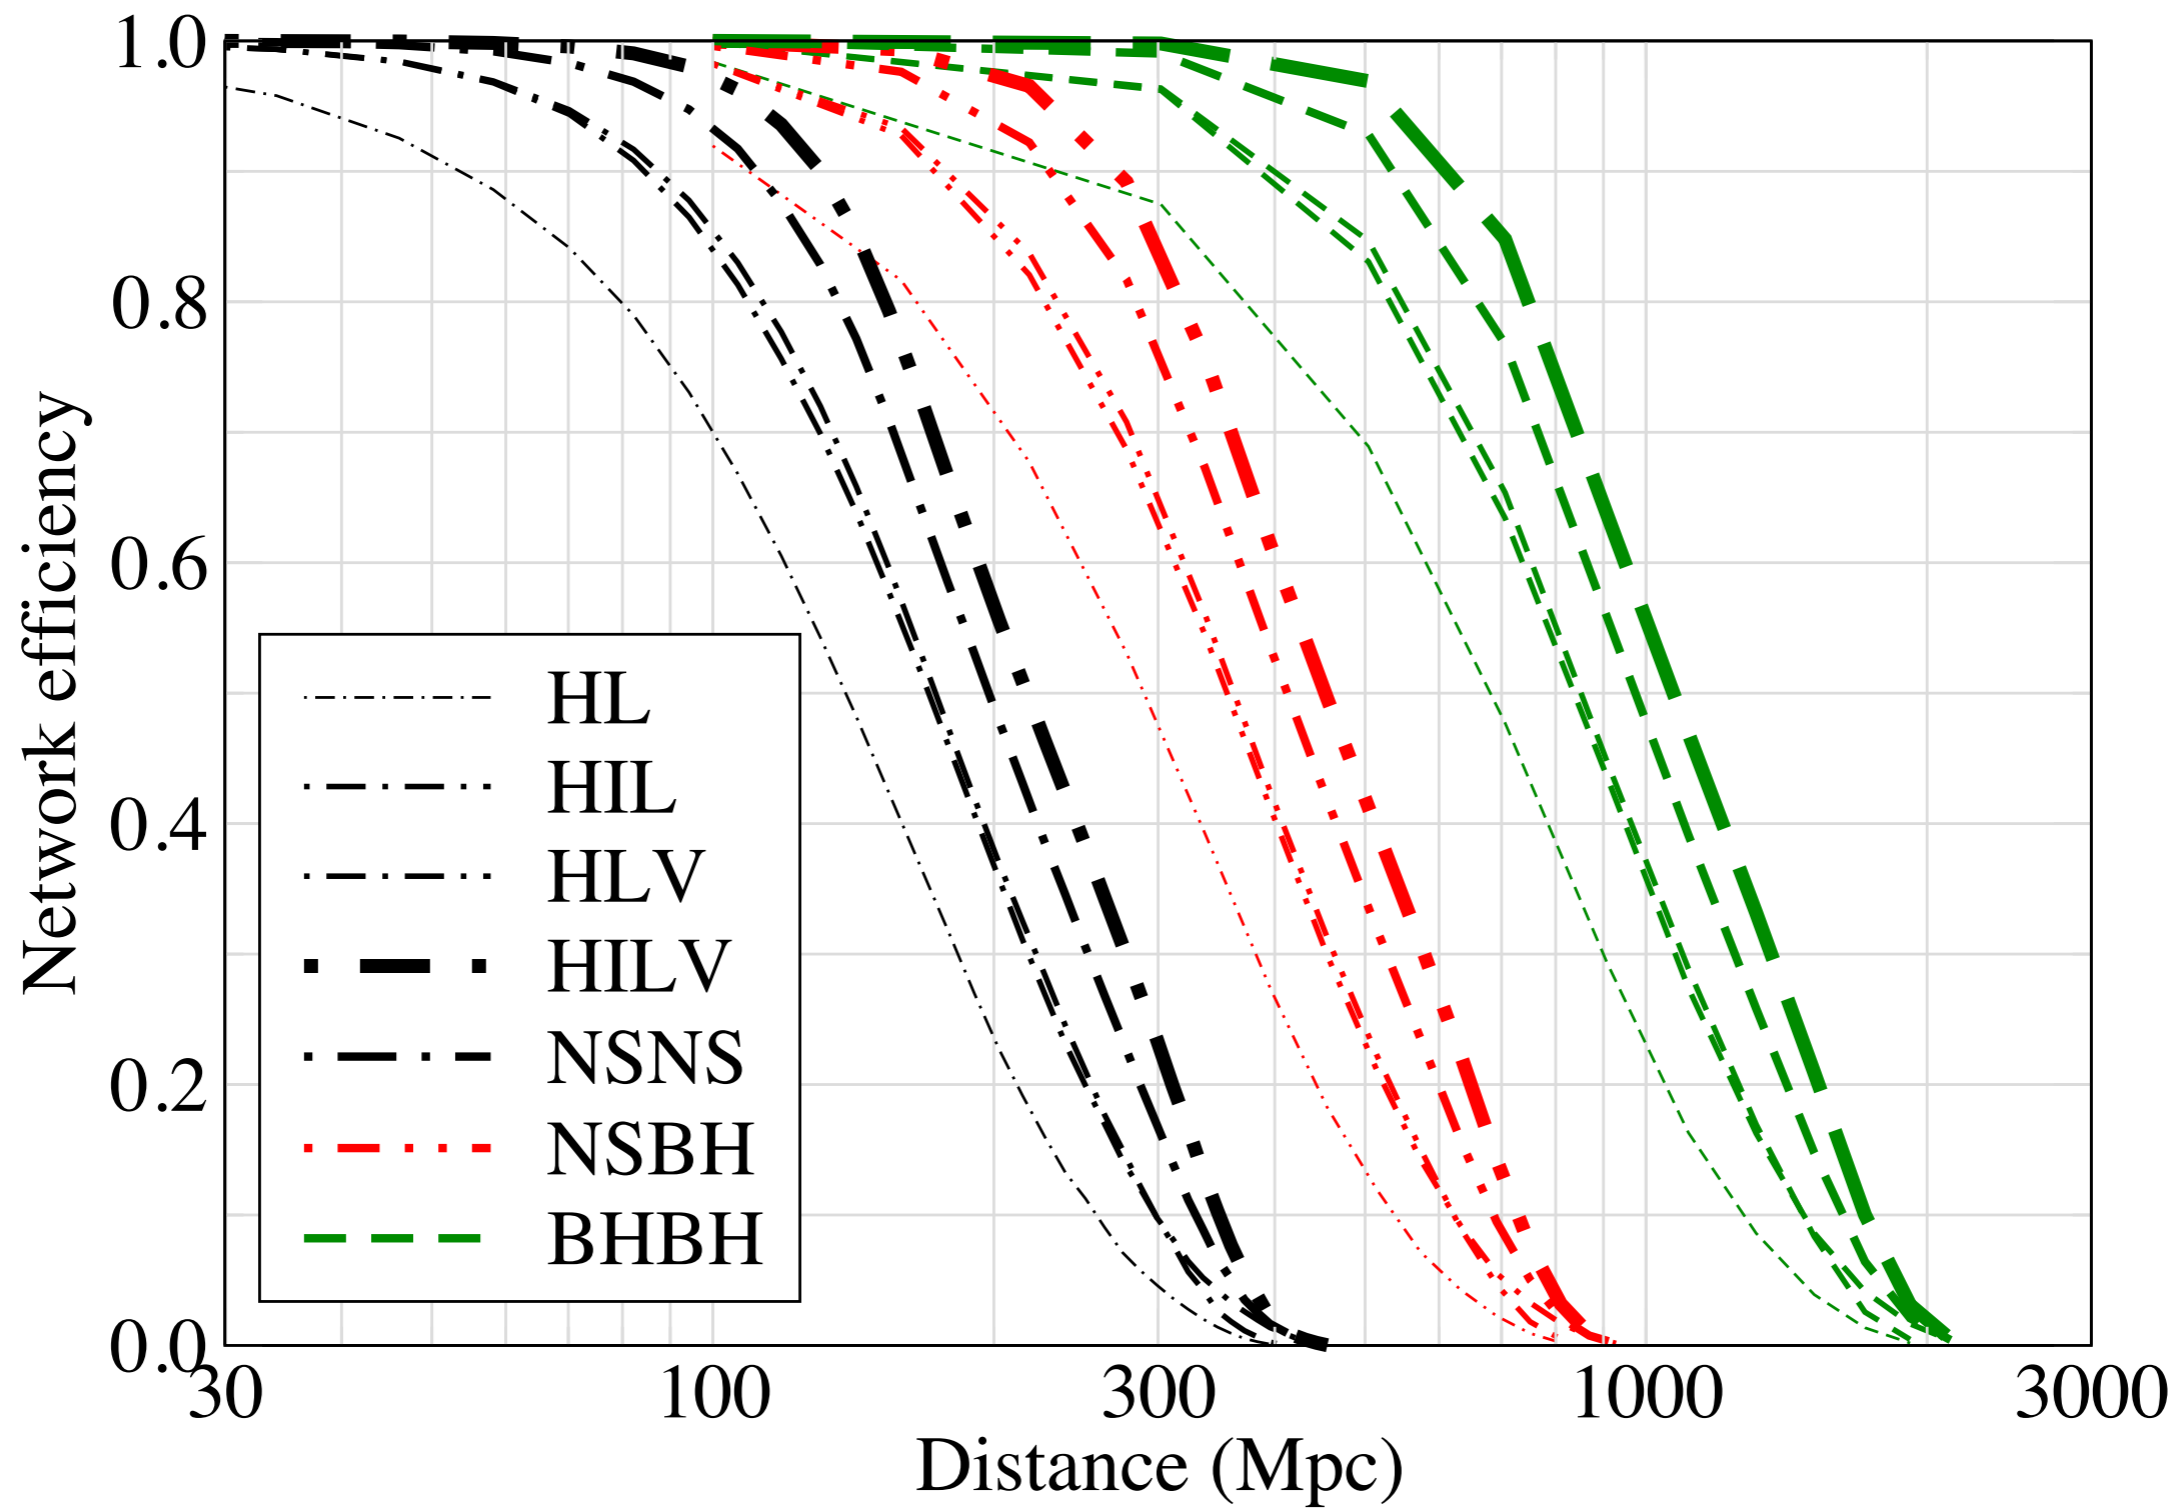 1.0
0.8
0.6
0.4
0.2
0.0
Network efficiency
HL
HIL
HLV
HILV
NSNS
NSBH
BHBH
30 100 300 1000 3000
Distance (Mpc)